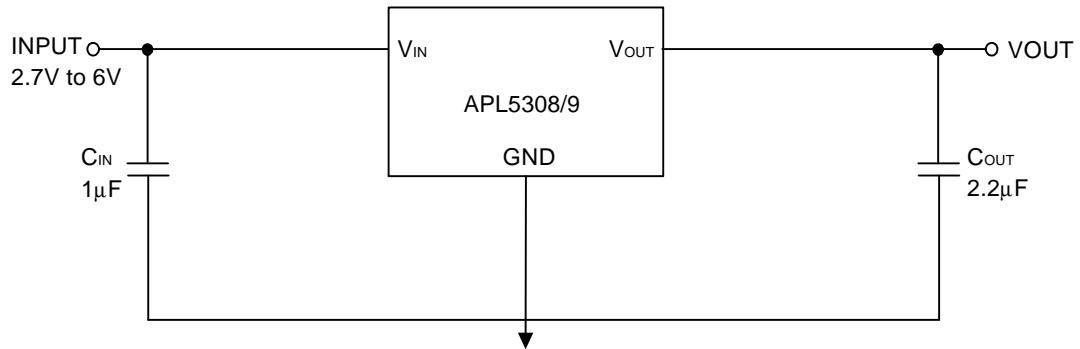 INPUT
2.7V to 6V
VIN
VOUT
VOUT
APL5308/9
GND
CIN
1μF
COUT
2.2μF